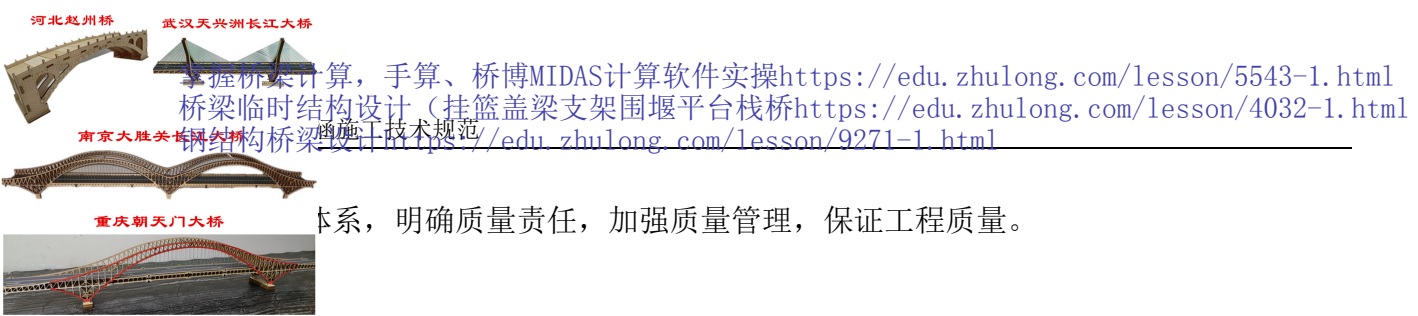 河北赵州桥
武汉天兴洲长江大桥
掌握桥梁计算，手算、桥博MIDAS计算软件实操https://edu.zhulong.com/lesson/5543-1.html
桥梁临时结构设计（挂篮盖梁支架围堰平台栈桥https://edu.zhulong.com/lesson/4032-1.html
涵施工技术规范
南京大胜关长江大桥
钢结构桥梁设计https://edu.zhulong.com/lesson/9271-1.html
体系，明确质量责任，加强质量管理，保证工程质量。
重庆朝天门大桥